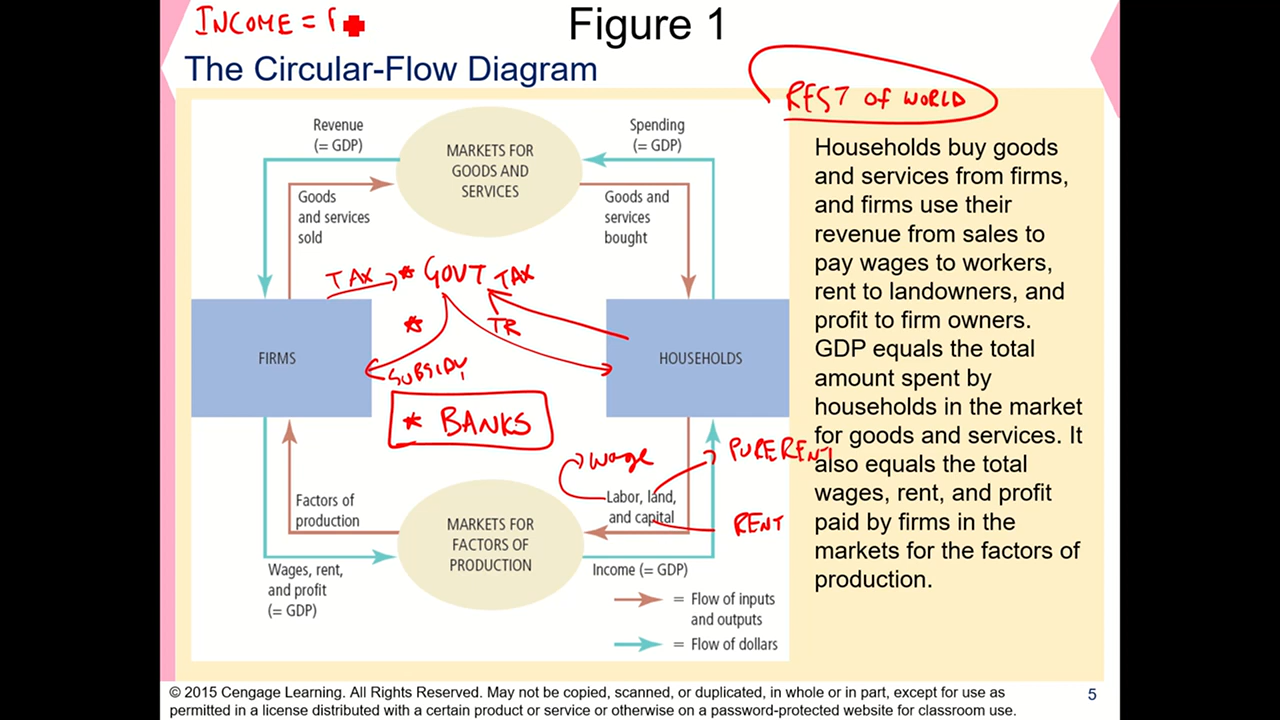 INCOME = P
Figure 1
The Circular-Flow Diagram
REST OF WORLD
Revenue
(= GDP)
MARKETS FOR
GOODS AND
SERVICES
Spending
(= GDP)
Goods
and services
sold
Goods and
services
bought
TAX
* GOVT
TAX
*
TR
FIRMS
HOUSEHOLDS
SUBSIDY
* BANKS
wage
PURE RENT
Factors of
production
MARKETS FOR
FACTORS OF
PRODUCTION
Labor, land,
and capital
RENT
Wages, rent,
and profit
(= GDP)
Income (= GDP)
= Flow of inputs
and outputs
= Flow of dollars
Households buy goods
and services from firms,
and firms use their
revenue from sales to
pay wages to workers,
rent to landowners, and
profit to firm owners.
GDP equals the total
amount spent by
households in the market
for goods and services. It
also equals the total
wages, rent, and profit
paid by firms in the
markets for the factors of
production.
© 2015 Cengage Learning. All Rights Reserved. May not be copied, scanned, or duplicated, in whole or in part, except for use as
permitted in a license distributed with a certain product or service or otherwise on a password-protected website for classroom use.
5